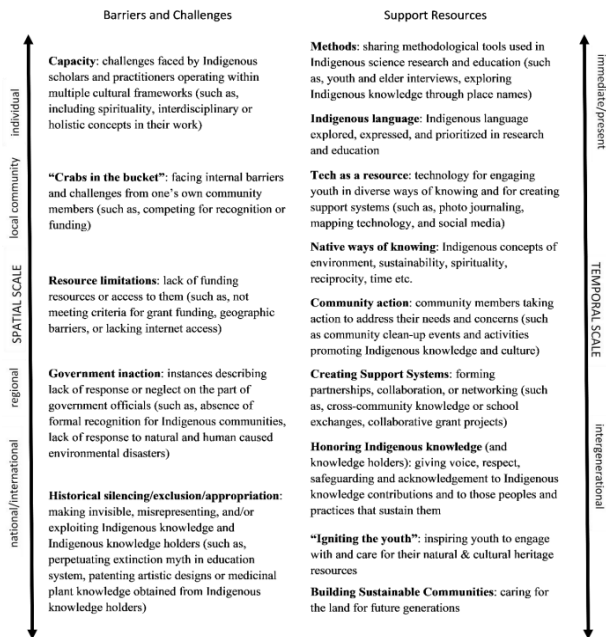 Barriers and Challenges
Capacity: challenges faced by Indigenous
scholars and practitioners operating within
multiple cultural frameworks (such as,
including spirituality, interdisciplinary or
holistic concepts in their work)
“Crabs in the bucket”: facing internal barriers
and challenges from one’s own community
members (such as, competing for recognition or
funding)
Resource limitations: lack of funding
resources or access to them (such as, not
meeting criteria for grant funding, geographic
barriers, or lacking internet access)
Government inaction: instances describing
lack of response or neglect on the part of
government officials (such as, absence of
formal recognition for Indigenous communities,
lack of response to natural and human caused
environmental disasters)
Historical silencing/exclusion/appropriation:
making invisible, misrepresenting, and/or
exploiting Indigenous knowledge and
Indigenous knowledge holders (such as,
perpetuating extinction myth in education
system, patenting artistic designs or medicinal
plant knowledge obtained from Indigenous
knowledge holders)
Support Resources
Methods: sharing methodological tools used in
Indigenous science research and education (such
as, youth and elder interviews, exploring
Indigenous knowledge through place names)
Indigenous language: Indigenous language
explored, expressed, and prioritized in research
and education
Tech as a resource: technology for engaging
youth in diverse ways of knowing and for creating
support systems (such as, photo journaling,
mapping technology, and social media)
Native ways of knowing: Indigenous concepts of
environment, sustainability, spirituality,
reciprocity, time etc.
Community action: community members taking
action to address their needs and concerns (such
as community clean-up events and activities
promoting Indigenous knowledge and culture)
Creating Support Systems: forming
partnerships, collaboration, or networking (such
as, cross-community knowledge or school
exchanges, collaborative grant projects)
Honoring Indigenous knowledge (and
knowledge holders): giving voice, respect,
safeguarding and acknowledgement to Indigenous
knowledge contributions and to those peoples and
practices that sustain them
“Igniting the youth”: inspiring youth to engage
with and care for their natural & cultural heritage
resources
Building Sustainable Communities: caring for
the land for future generations
individual
local community
SPATIAL SCALE
regional
national/international
immediate/present
TEMPORAL SCALE
intergenerational